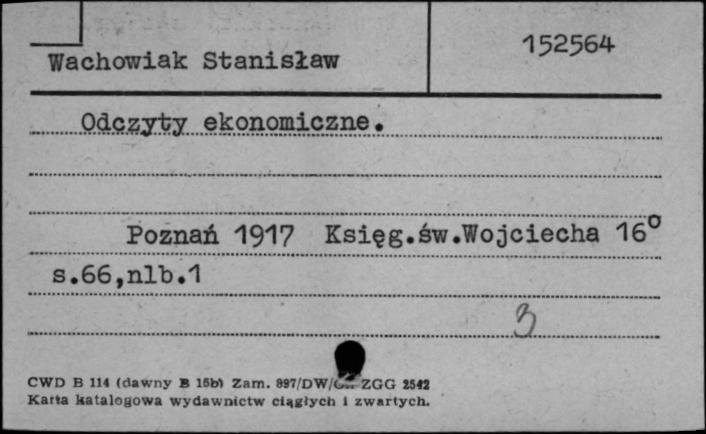 Wachowiak Stanisław
152564
Odczyty ekonomiczne.
Poznań 1917 Księg.św.Wojciecha 16°
s.66,nlb.1
3
CWD B 114 (dawny B 15b) Zam. 897/DW/ ZGG 2542
Karta katalogowa wydawnictw ciągłych i zwartych.